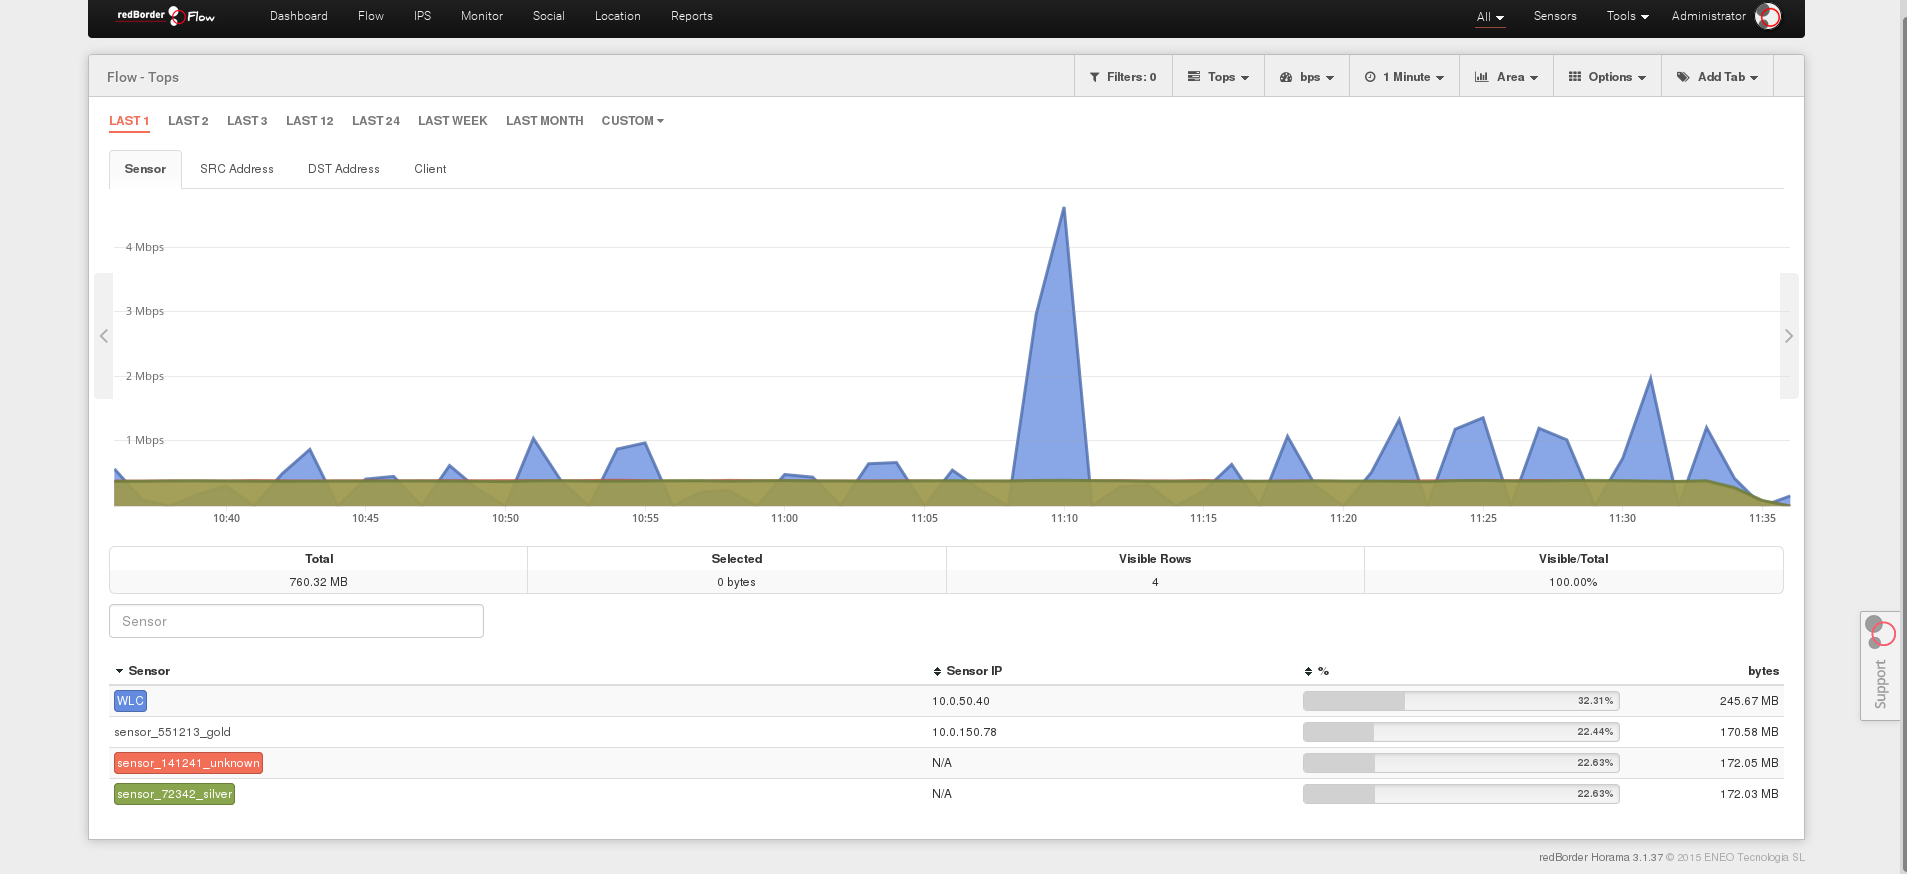 redBorder Flow Dashboard Flow IPS Monitor Social Location Reports All Sensors Tools Administrator
Flow - Tops Filters: 0 Tops bps 1 Minute Area Options Add Tab
LAST 1 LAST 2 LAST 3 LAST 12 LAST 24 LAST WEEK LAST MONTH CUSTOM
Sensor SRC Address DST Address Client
4 Mbps
3 Mbps
2 Mbps
1 Mbps
10:40 10:45 10:50 10:55 11:00 11:05 11:10 11:15 11:20 11:25 11:30 11:35
Total Selected Visible Rows Visible/Total
760.32 MB 0 bytes 4 100.00%
Sensor
Sensor Sensor IP % bytes
WLC 10.0.50.40 32.31% 245.67 MB
sensor_551213_gold 10.0.150.78 22.44% 170.58 MB
sensor_141241_unknown N/A 22.63% 172.05 MB
sensor_72342_silver N/A 22.63% 172.03 MB
Support
redBorder Horama 3.1.37 © 2015 ENEO Tecnologia SL